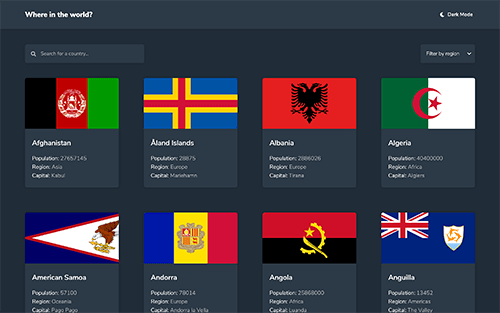 Where in the world?
Dark Mode
Search for a country...
Filter by region
Afghanistan
Population: 27657145
Region: Asia
Capital: Kabul
Åland Islands
Population: 28875
Region: Europe
Capital: Mariehamn
Albania
Population: 2886026
Region: Europe
Capital: Tirana
Algeria
Population: 40400000
Region: Africa
Capital: Algiers
American Samoa
Population: 57100
Region: Oceania
Capital: Pago Pago
Andorra
Population: 78014
Region: Europe
Capital: Andorra la Vella
Angola
Population: 25868000
Region: Africa
Capital: Luanda
Anguilla
Population: 13452
Region: Americas
Capital: The Valley